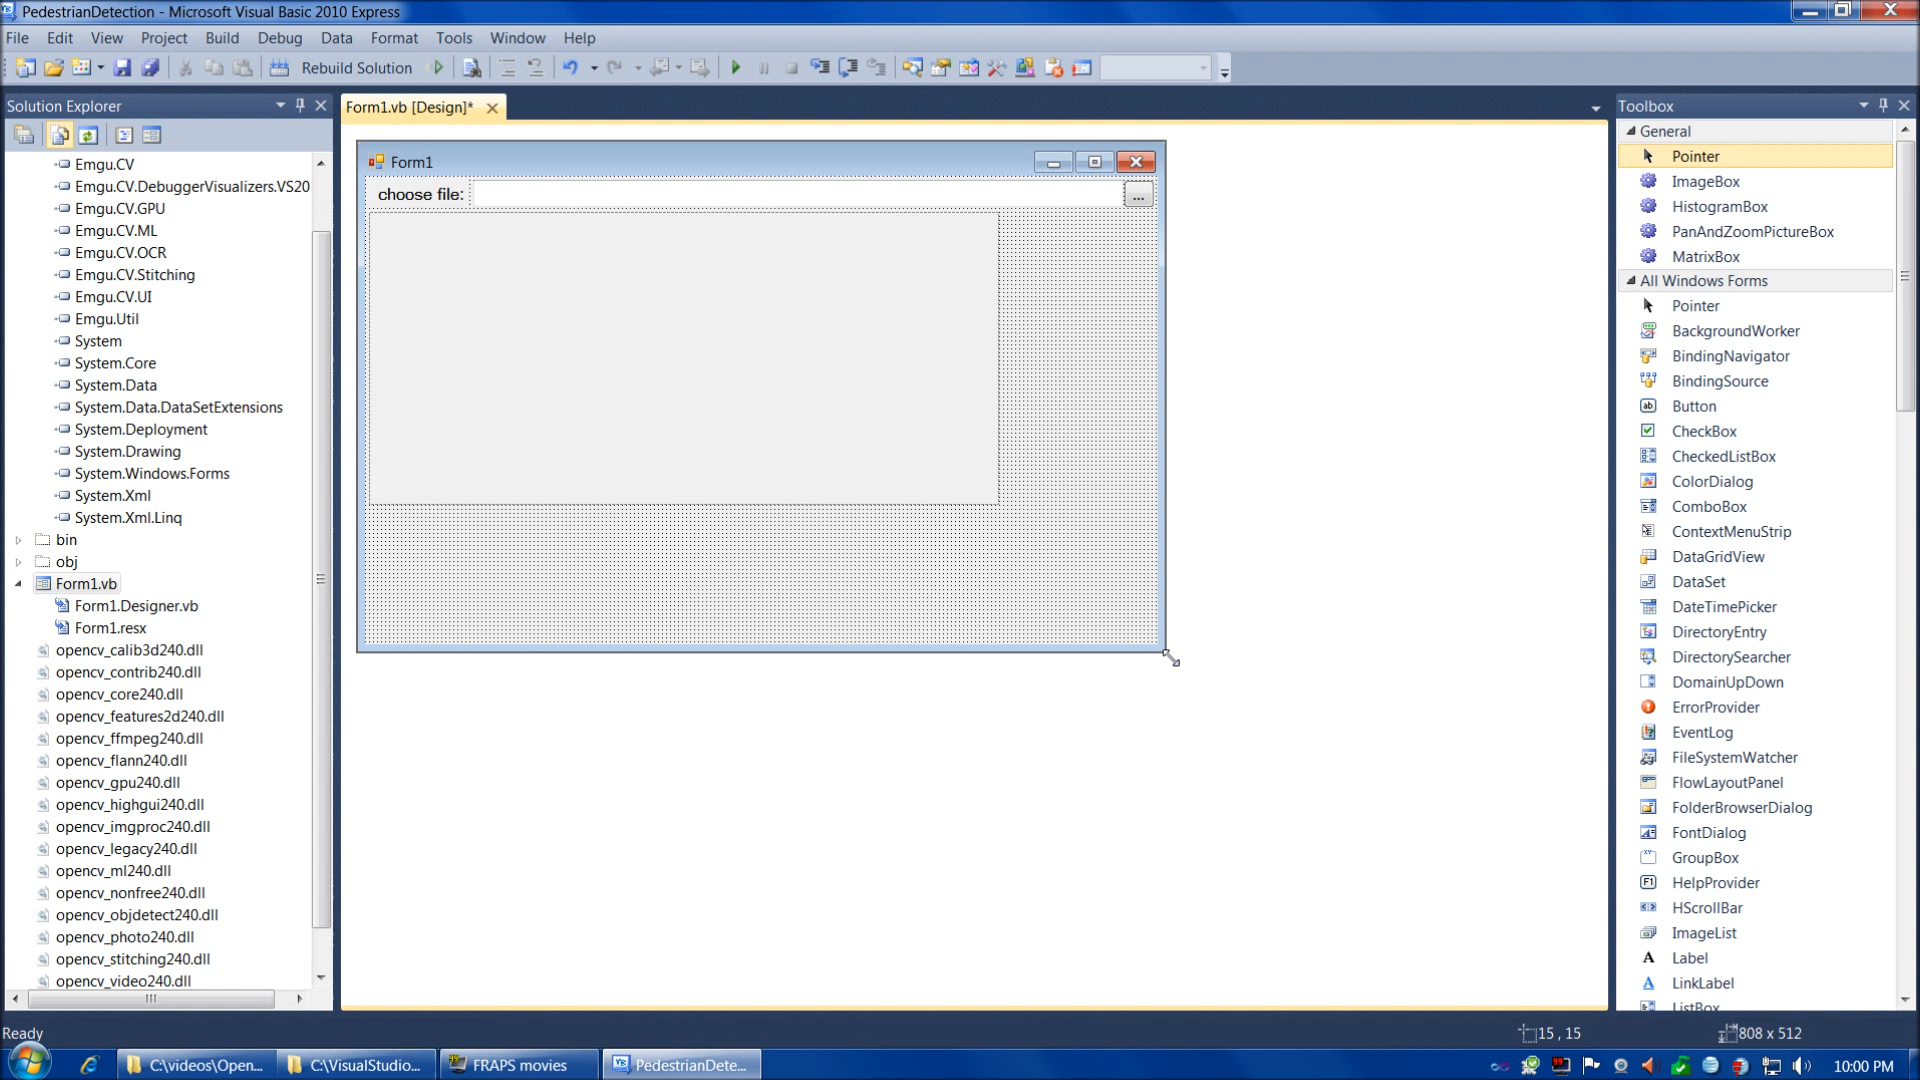 PedestrianDetection - Microsoft Visual Basic 2010 Express
File Edit View Project Build Debug Data Format Tools Window Help
Rebuild Solution
Solution Explorer
Form1.vb [Design]*
Toolbox
Emgu.CV
Emgu.CV.DebuggerVisualizers.VS20
Emgu.CV.GPU
Emgu.CV.ML
Emgu.CV.OCR
Emgu.CV.Stitching
Emgu.CV.UI
Emgu.Util
System
System.Core
System.Data
System.Data.DataSetExtensions
System.Deployment
System.Drawing
System.Windows.Forms
System.Xml
System.Xml.Linq
bin
obj
Form1.vb
Form1.Designer.vb
Form1.resx
opencv_calib3d240.dll
opencv_contrib240.dll
opencv_core240.dll
opencv_features2d240.dll
opencv_ffmpeg240.dll
opencv_flann240.dll
opencv_gpu240.dll
opencv_highgui240.dll
opencv_imgproc240.dll
opencv_legacy240.dll
opencv_ml240.dll
opencv_nonfree240.dll
opencv_objdetect240.dll
opencv_photo240.dll
opencv_stitching240.dll
opencv_video240.dll
Form1
choose file:
...
General
Pointer
ImageBox
HistogramBox
PanAndZoomPictureBox
MatrixBox
All Windows Forms
Pointer
BackgroundWorker
BindingNavigator
BindingSource
Button
CheckBox
CheckedListBox
ColorDialog
ComboBox
ContextMenuStrip
DataGridView
DataSet
DateTimePicker
DirectoryEntry
DirectorySearcher
DomainUpDown
ErrorProvider
EventLog
FileSystemWatcher
FlowLayoutPanel
FolderBrowserDialog
FontDialog
GroupBox
HelpProvider
HScrollBar
ImageList
Label
LinkLabel
ListBox
Ready
15 , 15
808 x 512
C:\videos\Open...
C:\VisualStudio...
FRAPS movies
PedestrianDete...
10:00 PM